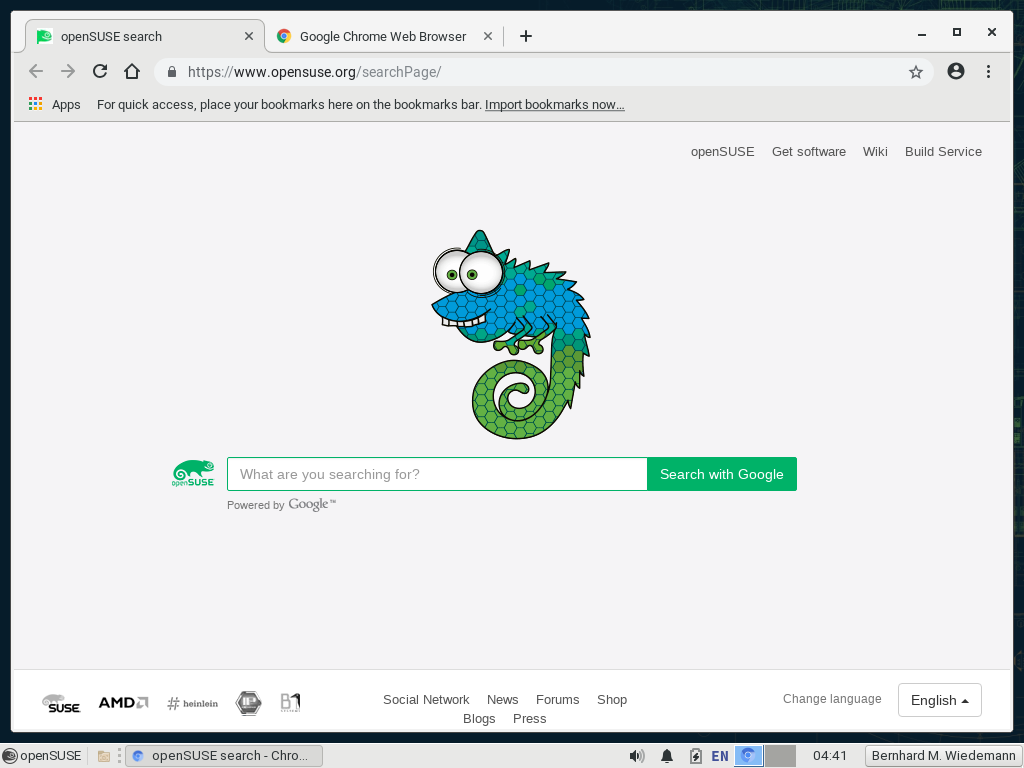 openSUSE search
Google Chrome Web Browser
https://www.opensuse.org/searchPage/
Apps For quick access, place your bookmarks here on the bookmarks bar. Import bookmarks now...
openSUSE Get software Wiki Build Service
openSUSE What are you searching for? Search with Google
Powered by Google™
SUSE AMD #heinlein B1 Social Network News Forums Shop Change language English
Blogs Press
openSUSE openSUSE search - Chro... EN 04:41 Bernhard M. Wiedemann